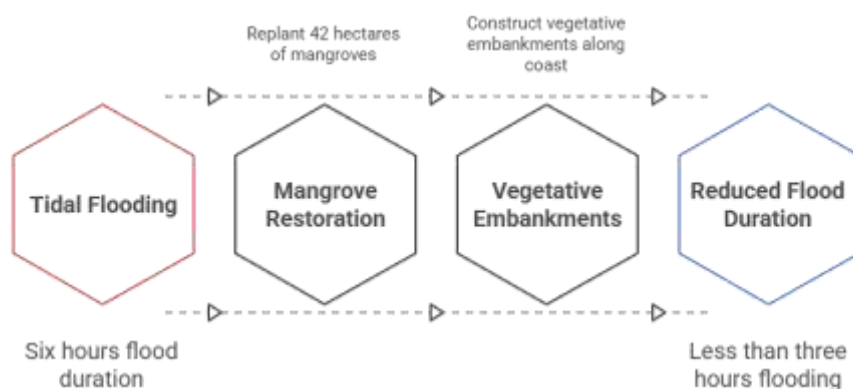 Replant 42 hectares
of mangroves
Construct vegetative
embankments along
coast
Tidal Flooding
Mangrove
Restoration
Vegetative
Embankments
Reduced Flood
Duration
Six hours flood
duration
Less than three
hours flooding